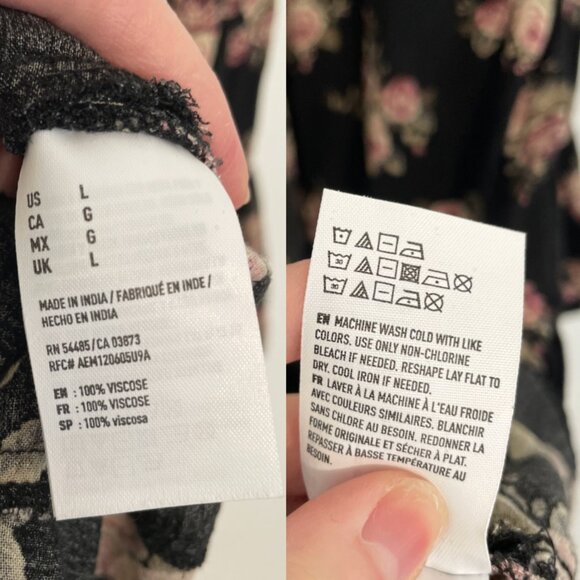 US L
CA G
MX G
UK L
MADE IN INDIA / FABRIQUÉ EN INDE /
HECHO EN INDIA
RN 54485/CA 03873
RFC# AEM120605U9A
EN : 100% VISCOSE
FR : 100% VISCOSE
SP : 100% viscosa
30
30
EN MACHINE WASH COLD WITH LIKE
COLORS. USE ONLY NON-CHLORINE
BLEACH IF NEEDED. RESHAPE LAY FLAT TO
DRY. COOL IRON IF NEEDED.
FR LAVER À LA MACHINE À L'EAU FROIDE
AVEC COULEURS SIMILAIRES. BLANCHIR
SANS CHLORE AU BESOIN. REDONNER LA
FORME ORIGINALE ET SÉCHER À PLAT.
REPASSER À BASSE TEMPÉRATURE AU
BESOIN.